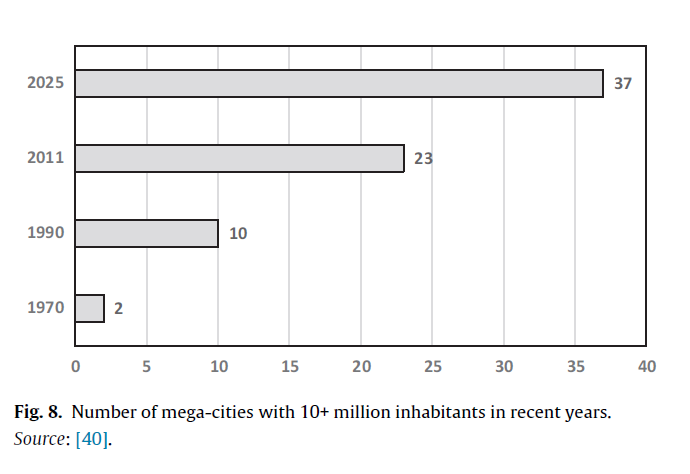 2025 37
2011 23
1990 10
1970 2
0 5 10 15 20 25 30 35 40
Fig. 8. Number of mega-cities with 10+ million inhabitants in recent years.
Source: [40].